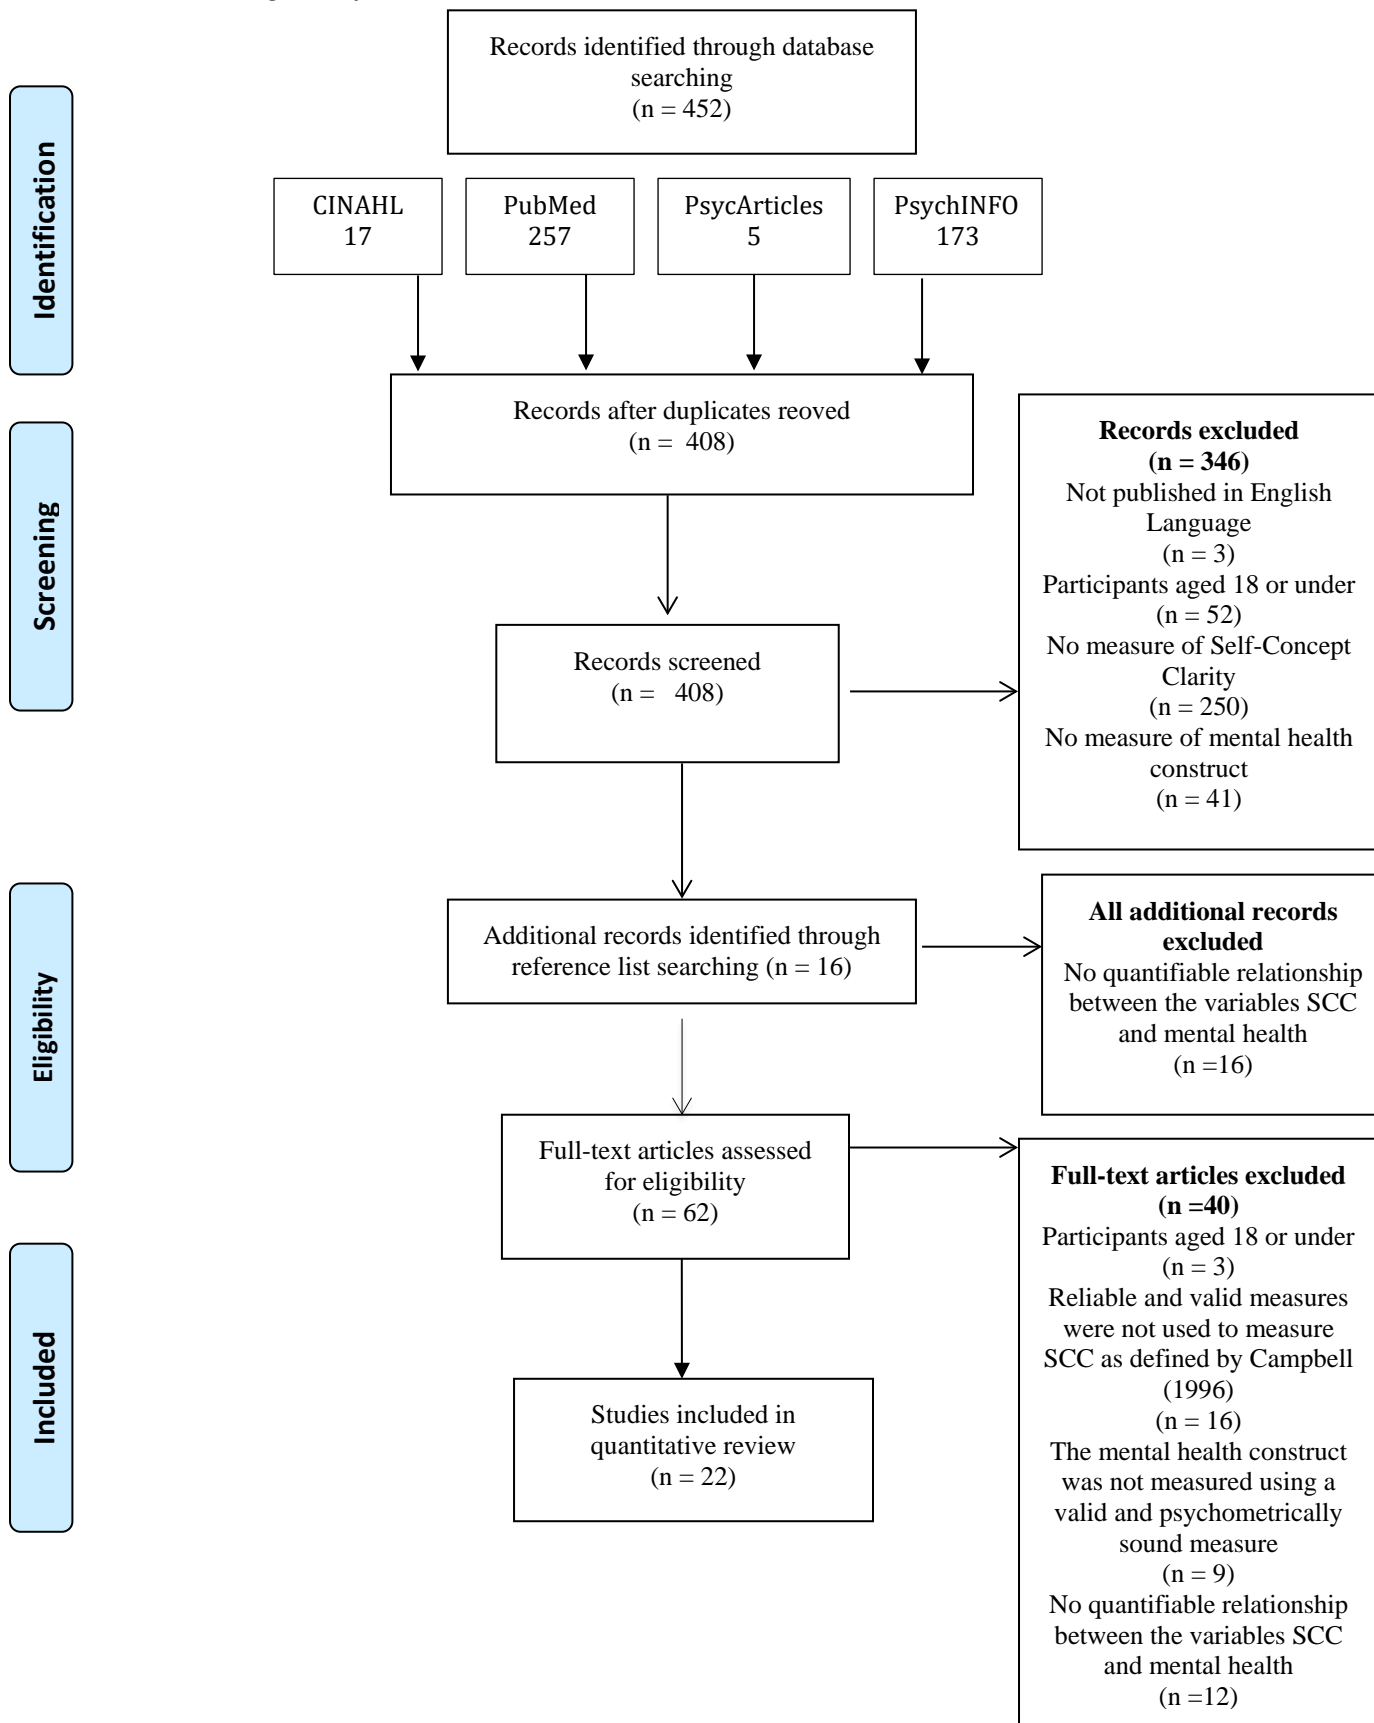 Records identified through database
searching
(n = 452)
Identification
CINAHL
17
PubMed
257
PsycArticles
5
PsychINFO
173
Records after duplicates reoved
(n = 408)
Screening
Records screened
(n = 408)
Records excluded
(n = 346)
Not published in English
Language
(n = 3)
Participants aged 18 or under
(n = 52)
No measure of Self-Concept
Clarity
(n = 250)
No measure of mental health
construct
(n = 41)
Eligibility
Additional records identified through
reference list searching (n = 16)
All additional records
excluded
No quantifiable relationship
between the variables SCC
and mental health
(n =16)
Full-text articles assessed
for eligibility
(n = 62)
Full-text articles excluded
(n =40)
Participants aged 18 or under
(n = 3)
Reliable and valid measures
were not used to measure
SCC as defined by Campbell
(1996)
(n = 16)
The mental health construct
was not measured using a
valid and psychometrically
sound measure
(n = 9)
No quantifiable relationship
between the variables SCC
and mental health
(n =12)
Included
Studies included in
quantitative review
(n = 22)